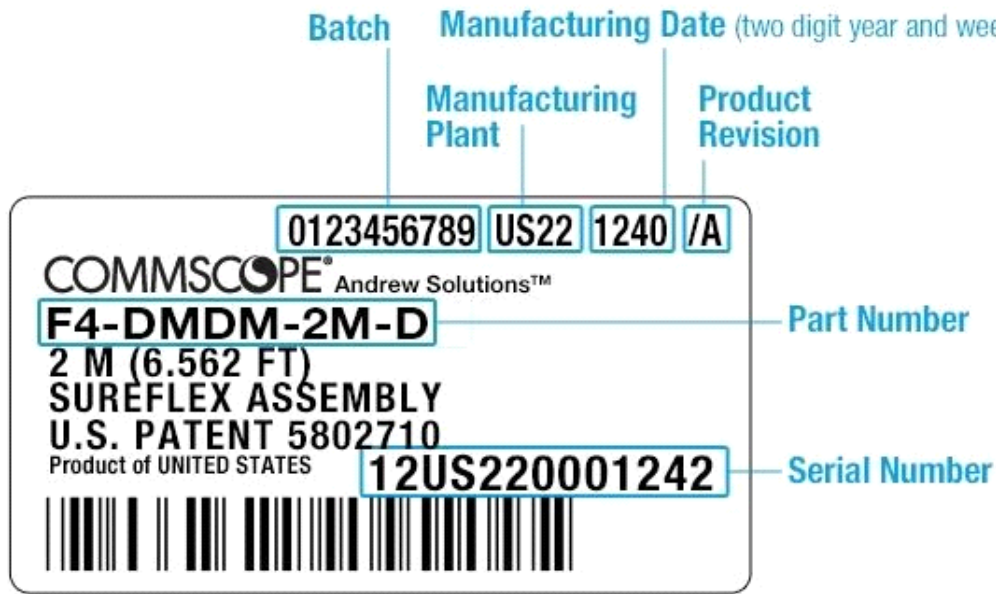 Batch Manufacturing Date (two digit year and wee
Manufacturing Plant
Product Revision
0123456789 US22 1240 /A
COMMSCOPE® Andrew Solutions™
F4-DMDM-2M-D
Part Number
2 M (6.562 FT)
SUREFLEX ASSEMBLY
U.S. PATENT 5802710
Product of UNITED STATES
12US220001242
Serial Number